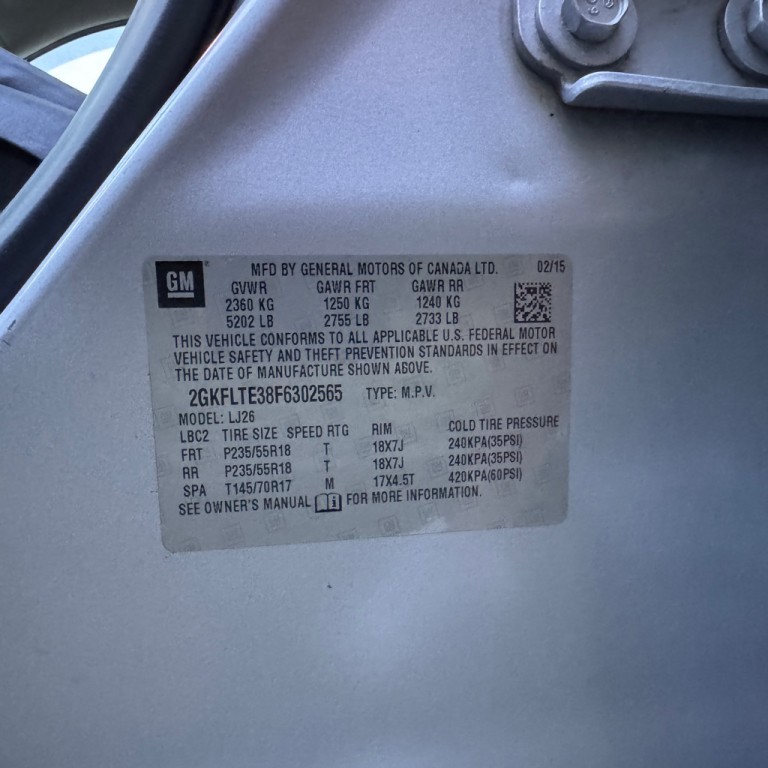 GM MFD BY GENERAL MOTORS OF CANADA LTD. 02/15
GVWR GAWR FRT GAWR RR
2360 KG 1250 KG 1240 KG
5202 LB 2755 LB 2733 LB
THIS VEHICLE CONFORMS TO ALL APPLICABLE U.S. FEDERAL MOTOR
VEHICLE SAFETY AND THEFT PREVENTION STANDARDS IN EFFECT ON
THE DATE OF MANUFACTURE SHOWN ABOVE.
2GKFLTE38F6302565 TYPE: M.P.V.
MODEL: LJ26
LBC2 TIRE SIZE SPEED RTG RIM COLD TIRE PRESSURE
FRT P235/55R18 T 18X7J 240KPA(35PSI)
RR P235/55R18 T 18X7J 240KPA(35PSI)
SPA T145/70R17 M 17X4.5T 420KPA(60PSI)
SEE OWNER'S MANUAL FOR MORE INFORMATION.